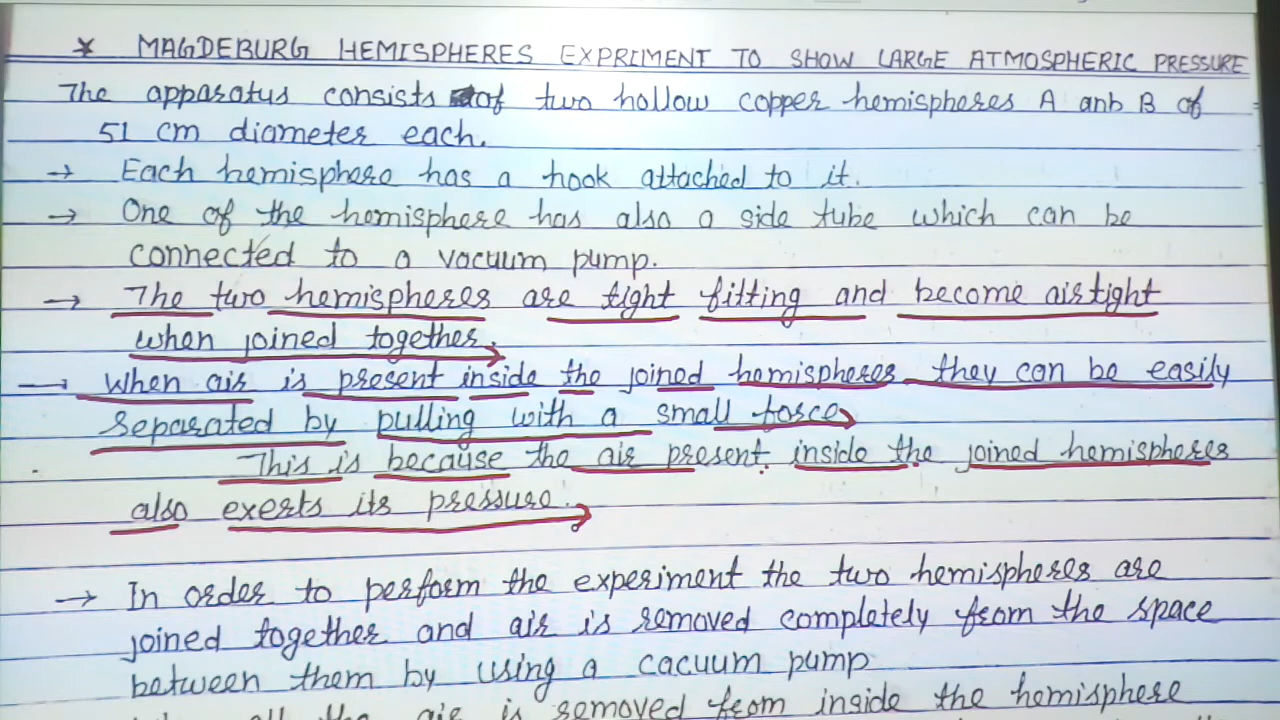 * MAGDEBURG HEMISPHERES EXPRIMENT TO SHOW LARGE ATMOSPHERIC PRESSURE
The apparatus consists of two hollow copper hemispheres A anb B of
51 cm diameter each.
→ Each hemisphere has a hook attached to it.
→ One of the hemisphere has also a side tube which can be
connected to a vacuum pump.
→ The two hemispheres are tight fitting and become airtight
when joined together.
→ When air is present inside the joined hemispheres they can be easily
separated by pulling with a small force
This is because the air present inside the joined hemispheres
also exerts its pressure.
→ In order to perform the experiment the two hemispheres are
joined together and air is removed completely from the space
between them by using a cacuum pump
all the air is removed from inside the hemisphere